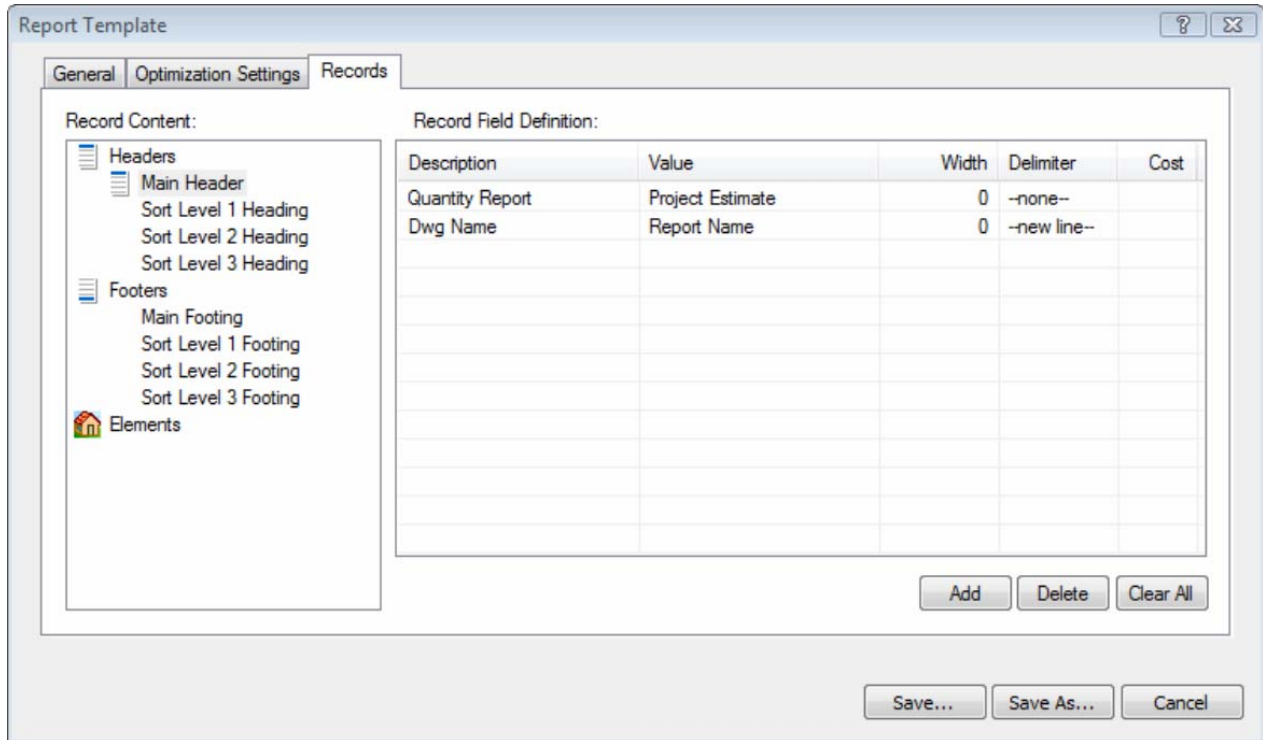 Report Template
General Optimization Settings Records
Record Content:
Headers
Main Header
Sort Level 1 Heading
Sort Level 2 Heading
Sort Level 3 Heading
Footers
Main Footing
Sort Level 1 Footing
Sort Level 2 Footing
Sort Level 3 Footing
Elements
Record Field Definition:
Description Value Width Delimiter Cost
Quantity Report Project Estimate 0 --none--
Dwg Name Report Name 0 --new line--
Add Delete Clear All
Save... Save As... Cancel